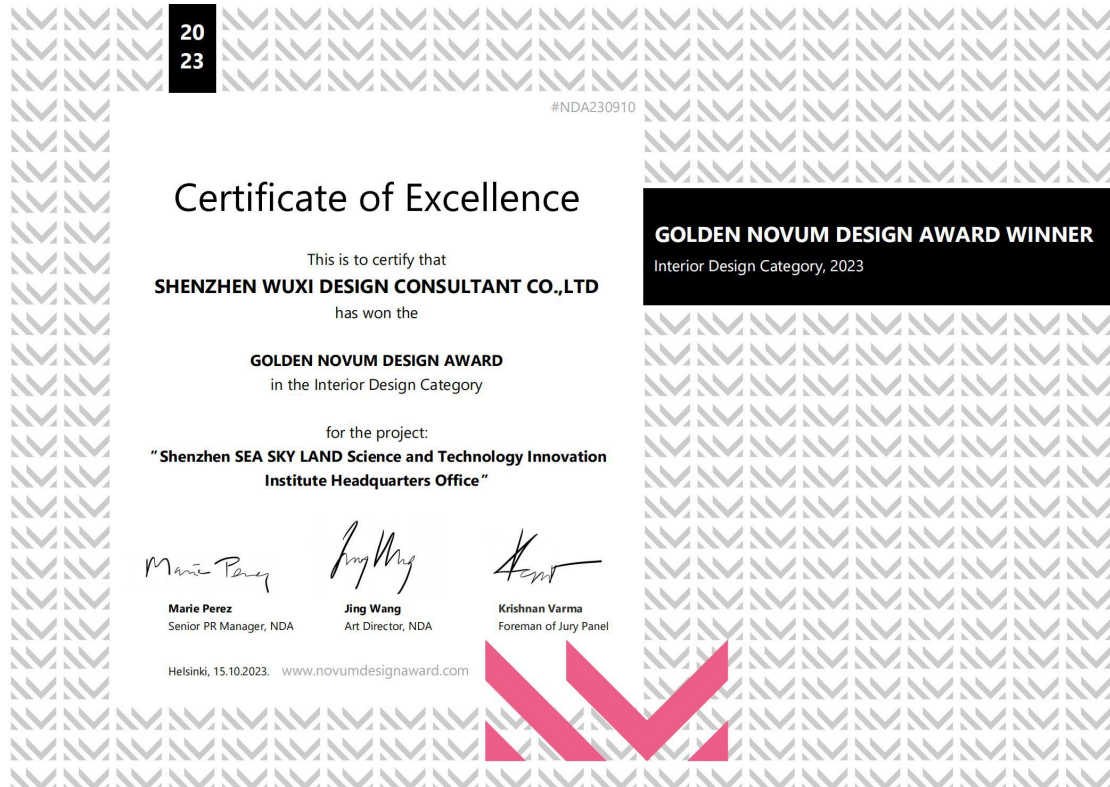 20
23
#NDA230910
Certificate of Excellence
This is to certify that
SHENZHEN WUXI DESIGN CONSULTANT CO.,LTD
has won the
GOLDEN NOVUM DESIGN AWARD
in the Interior Design Category
for the project:
"Shenzhen SEA SKY LAND Science and Technology Innovation
Institute Headquarters Office"
Marie Perez
Marie Perez
Senior PR Manager, NDA
Jing Wang
Art Director, NDA
Krishnan Varma
Foreman of Jury Panel
Helsinki, 15.10.2023. www.novumdesignaward.com
GOLDEN NOVUM DESIGN AWARD WINNER
Interior Design Category, 2023